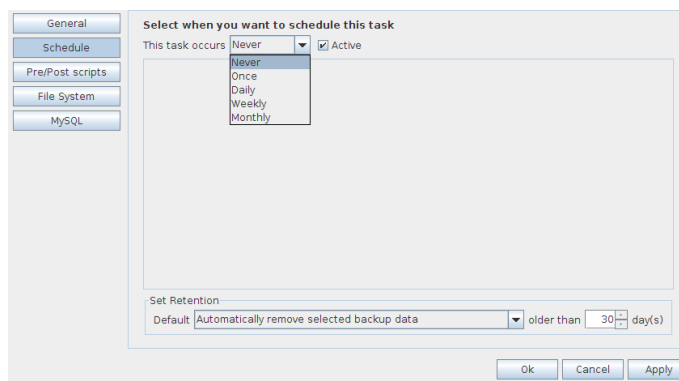 General
Schedule
Pre/Post scripts
File System
MySQL
Select when you want to schedule this task
This task occurs Never Active
Never
Once
Daily
Weekly
Monthly
Set Retention
Default Automatically remove selected backup data older than 30 day(s)
Ok Cancel Apply